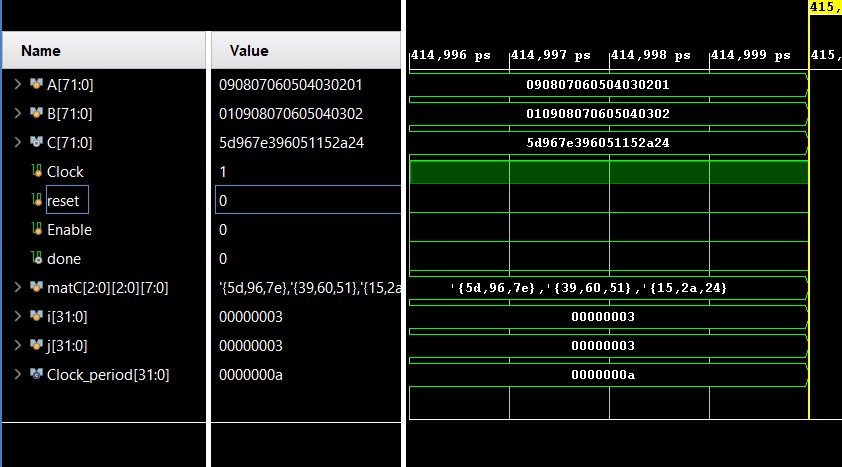 415,
Name Value 414,996 ps 414,997 ps 414,998 ps 414,999 ps 415,
A[71:0] 090807060504030201 090807060504030201
B[71:0] 010908070605040302 010908070605040302
C[71:0] 5d967e396051152a24 5d967e396051152a24
Clock 1
reset 0
Enable 0
done 0
matC[2:0][2:0][7:0] '{5d,96,7e},'{39,60,51},'{15,2a '{5d,96,7e},'{39,60,51},'{15,2a,24}
i[31:0] 00000003 00000003
j[31:0] 00000003 00000003
Clock_period[31:0] 0000000a 0000000a